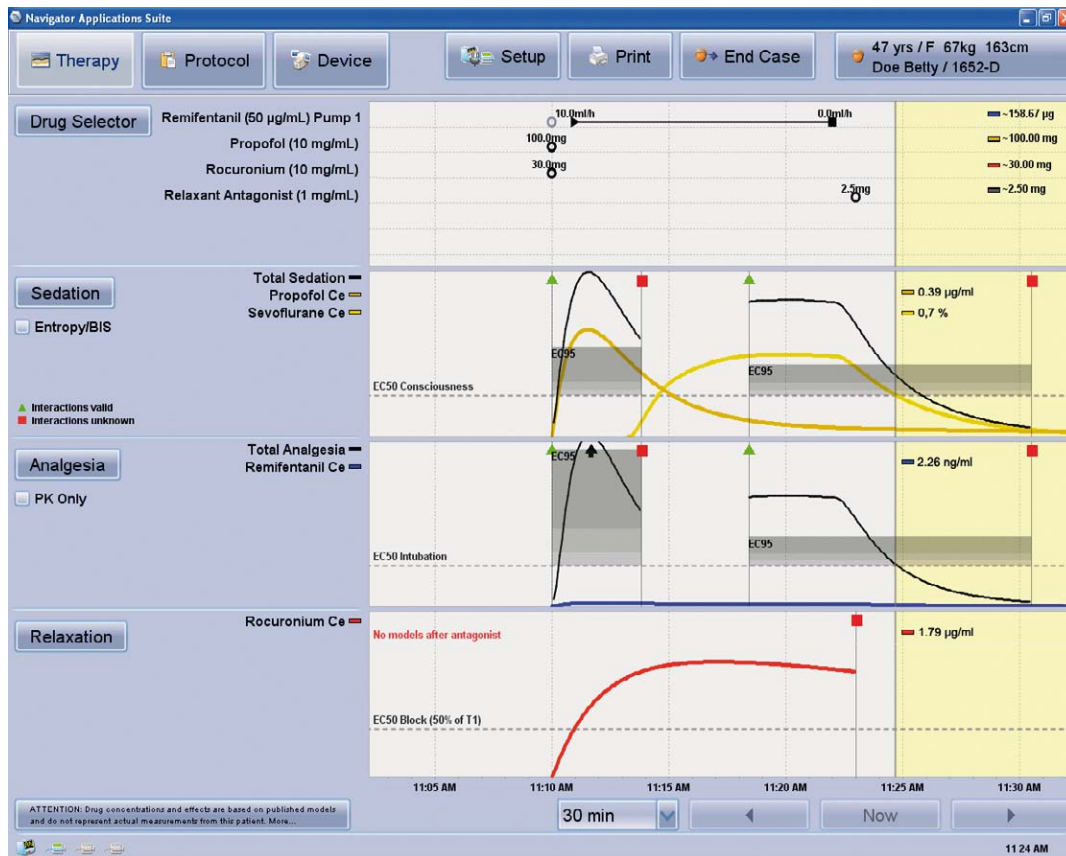 Navigator Applications Suite
Therapy
Protocol
Device
Setup
Print
End Case
47 yrs / F 67kg 163cm
Doe Betty / 1652-D
Drug Selector
Remifentanil (50 µg/mL) Pump 1
Propofol (10 mg/mL)
Rocuronium (10 mg/mL)
Relaxant Antagonist (1 mg/mL)
10.0ml/h
0.0ml/h
100.0mg
30.0mg
2.5mg
~158.67 µg
~100.00 mg
~30.00 mg
~2.50 mg
Sedation
Entropy/BIS
Interactions valid
Interactions unknown
Total Sedation
Propofol Ce
Sevoflurane Ce
EC95
EC95
EC50 Consciousness
0.39 µg/ml
0,7 %
Analgesia
PK Only
Total Analgesia
Remifentanil Ce
EC95
EC95
EC50 Intubation
2.26 ng/ml
Relaxation
Rocuronium Ce
No models after antagonist
EC50 Block (50% of T1)
1.79 µg/ml
11:05 AM
11:10 AM
11:15 AM
11:20 AM
11:25 AM
11:30 AM
ATTENTION: Drug concentrations and effects are based on published models
and do not represent actual measurements from this patient. More...
30 min
Now
11 24 AM